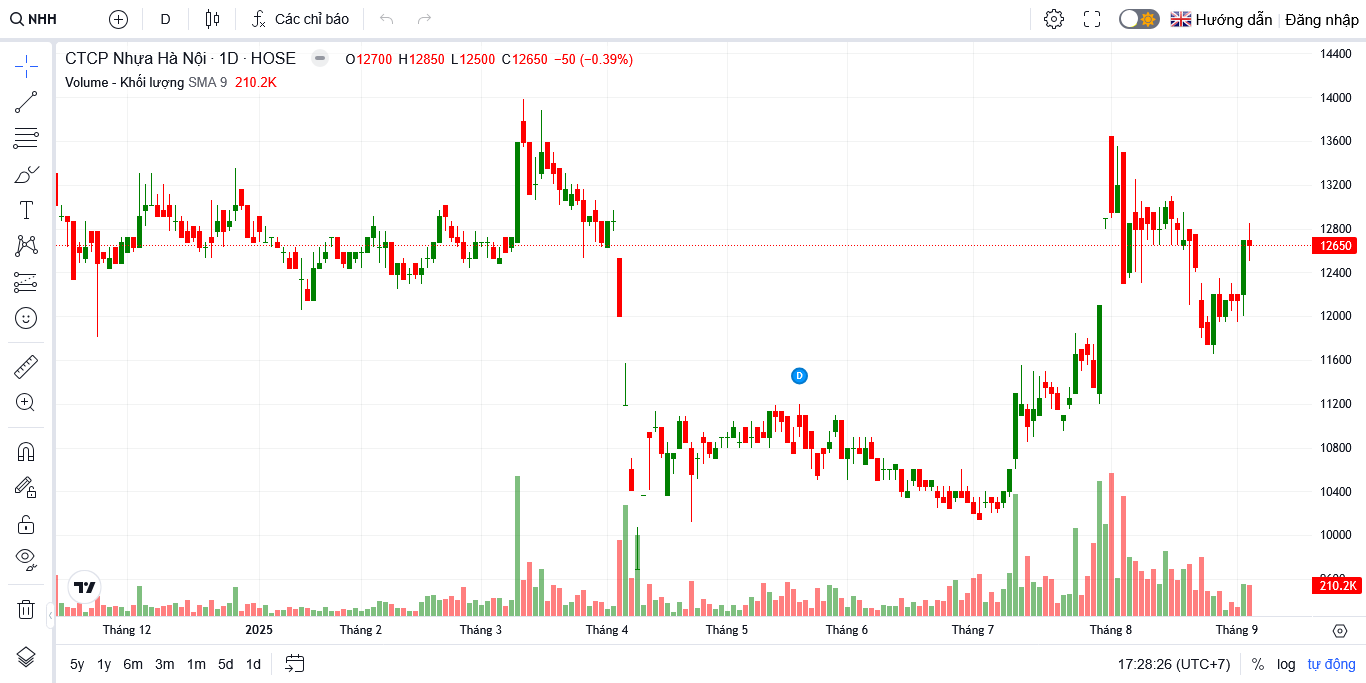 NHH D Các chỉ báo Hướng dẫn Đăng nhập
CTCP Nhựa Hà Nội · 1D · HOSE O12700 H12850 L12500 C12650 −50 (−0.39%)
Volume - Khối lượng SMA 9 210.2K
14400
14000
13600
13200
12800
12650
12400
12000
11600
11200
D
10800
10400
10000
210.2K
Tháng 12 2025 Tháng 2 Tháng 3 Tháng 4 Tháng 5 Tháng 6 Tháng 7 Tháng 8 Tháng 9
5y 1y 6m 3m 1m 5d 1d 17:28:26 (UTC+7) % log tự động